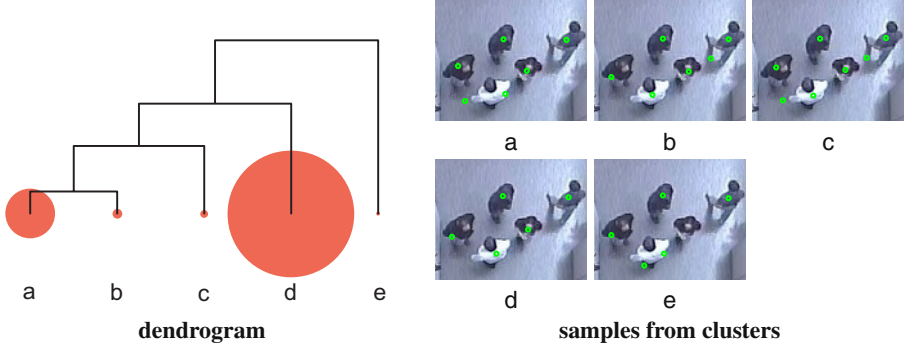 a b c
a b c d e
d e
dendrogram samples from clusters